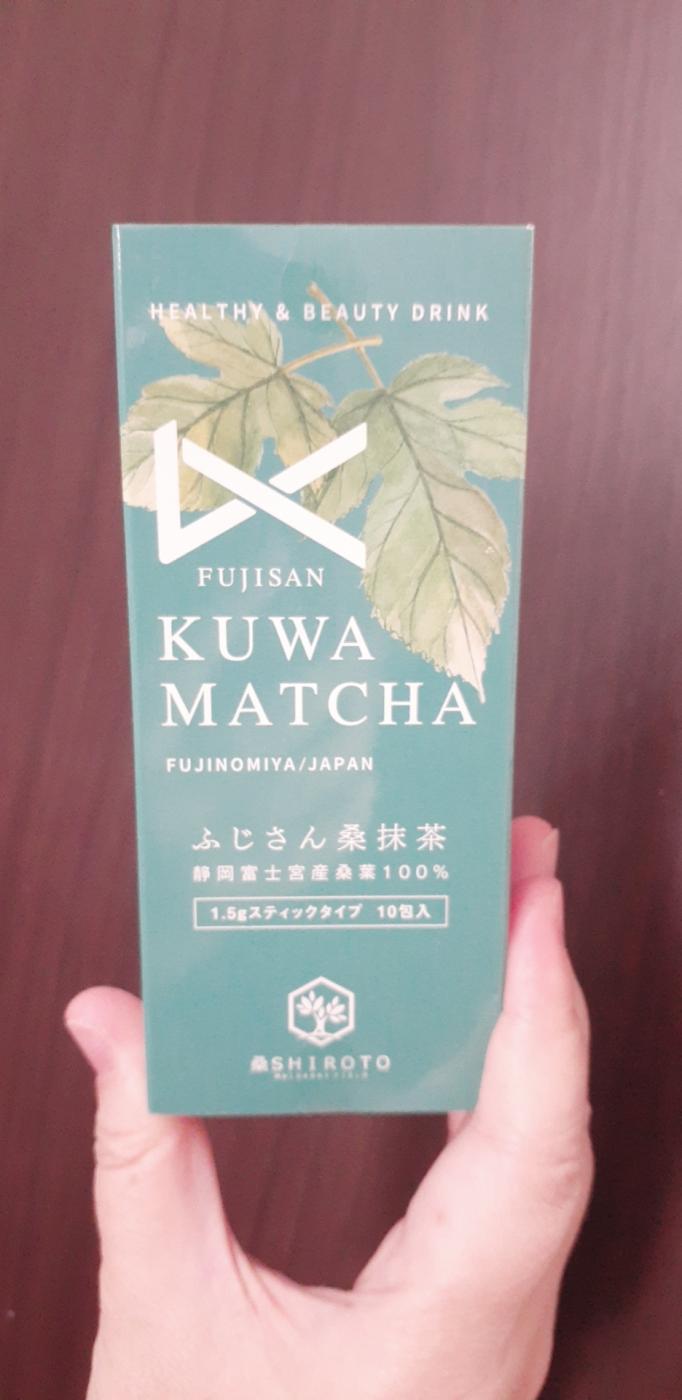 HEALTHY & BEAUTY DRINK
FUJISAN
KUWA
MATCHA
FUJINOMIYA/JAPAN
ふじさん桑抹茶
静岡富士宮産桑葉100%
1.5gスティックタイプ 10包入
桑SHIROTO